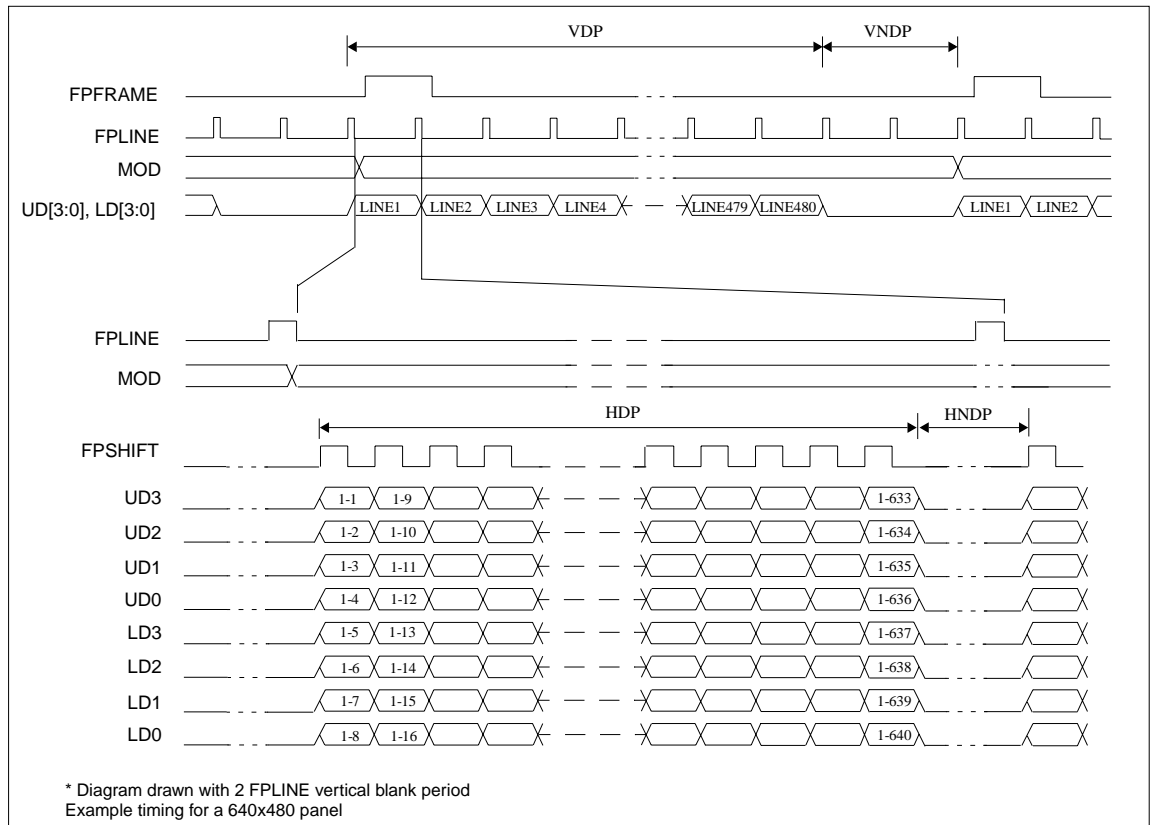 VDP VNDP
FPFRAME
FPLINE
MOD
UD[3:0], LD[3:0] LINE1 LINE2 LINE3 LINE4 LINE479 LINE480 LINE1 LINE2
FPLINE
MOD
HDP HNDP
FPSHIFT
UD3 1-1 1-9 1-633
UD2 1-2 1-10 1-634
UD1 1-3 1-11 1-635
UD0 1-4 1-12 1-636
LD3 1-5 1-13 1-637
LD2 1-6 1-14 1-638
LD1 1-7 1-15 1-639
LD0 1-8 1-16 1-640
* Diagram drawn with 2 FPLINE vertical blank period
Example timing for a 640x480 panel